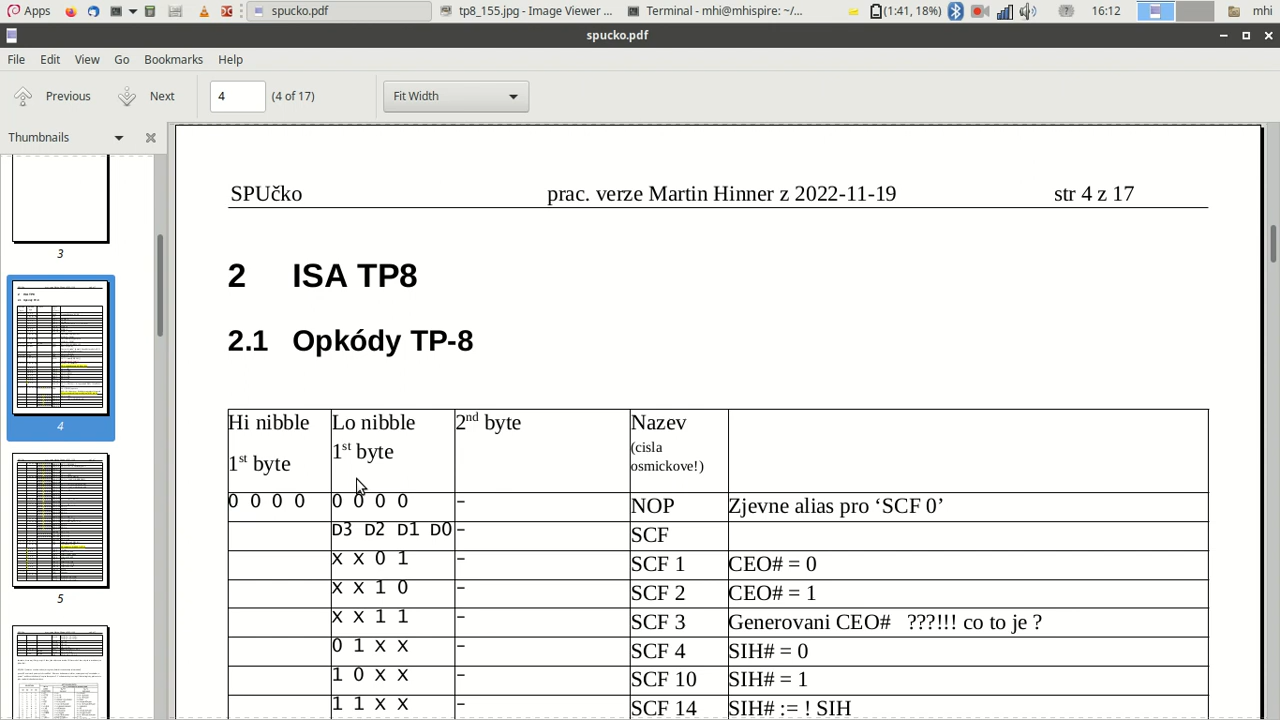 Apps spucko.pdf tp8_155.jpg - Image Viewer ... Terminal - mhi@mhispire: ~/... (1:41, 18%) 16:12 mhi
spucko.pdf
File Edit View Go Bookmarks Help
Previous Next 4 (4 of 17) Fit Width
Thumbnails
3
4
5
SPUčko prac. verze Martin Hinner z 2022-11-19 str 4 z 17
2 ISA TP8
2.1 Opkódy TP-8
Hi nibble 1st byte Lo nibble 1st byte 2nd byte Nazev (cisla osmickove!)
0 0 0 0 0 0 0 0 – NOP Zjevne alias pro ‘SCF 0’
D3 D2 D1 D0 – SCF
X X 0 1 – SCF 1 CEO# = 0
X X 1 0 – SCF 2 CEO# = 1
X X 1 1 – SCF 3 Generovani CEO# ???!!! co to je ?
0 1 X X – SCF 4 SIH# = 0
1 0 X X – SCF 10 SIH# = 1
1 1 X X – SCF 14 SIH# := ! SIH